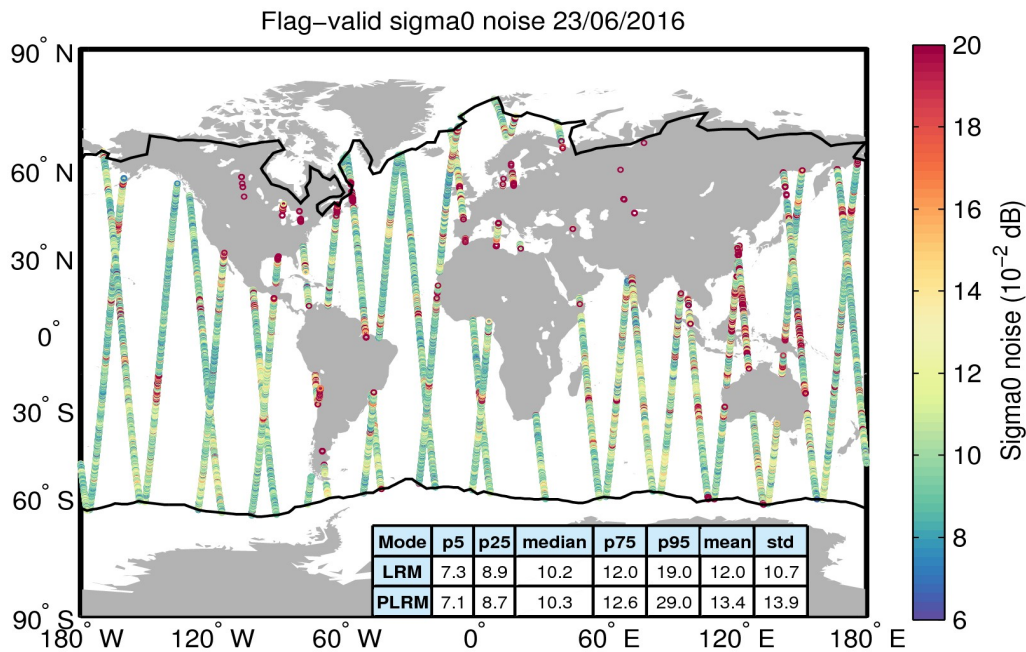 Flag−valid sigma0 noise 23/06/2016
90° N
60° N
30° N
0°
30° S
60° S
90° S
180° W
120° W
60° W
0°
60° E
120° E
180° E
20
18
16
14
12
10
8
6
Sigma0 noise (10⁻² dB)
Mode p5 p25 median p75 p95 mean std
LRM 7.3 8.9 10.2 12.0 19.0 12.0 10.7
PLRM 7.1 8.7 10.3 12.6 29.0 13.4 13.9